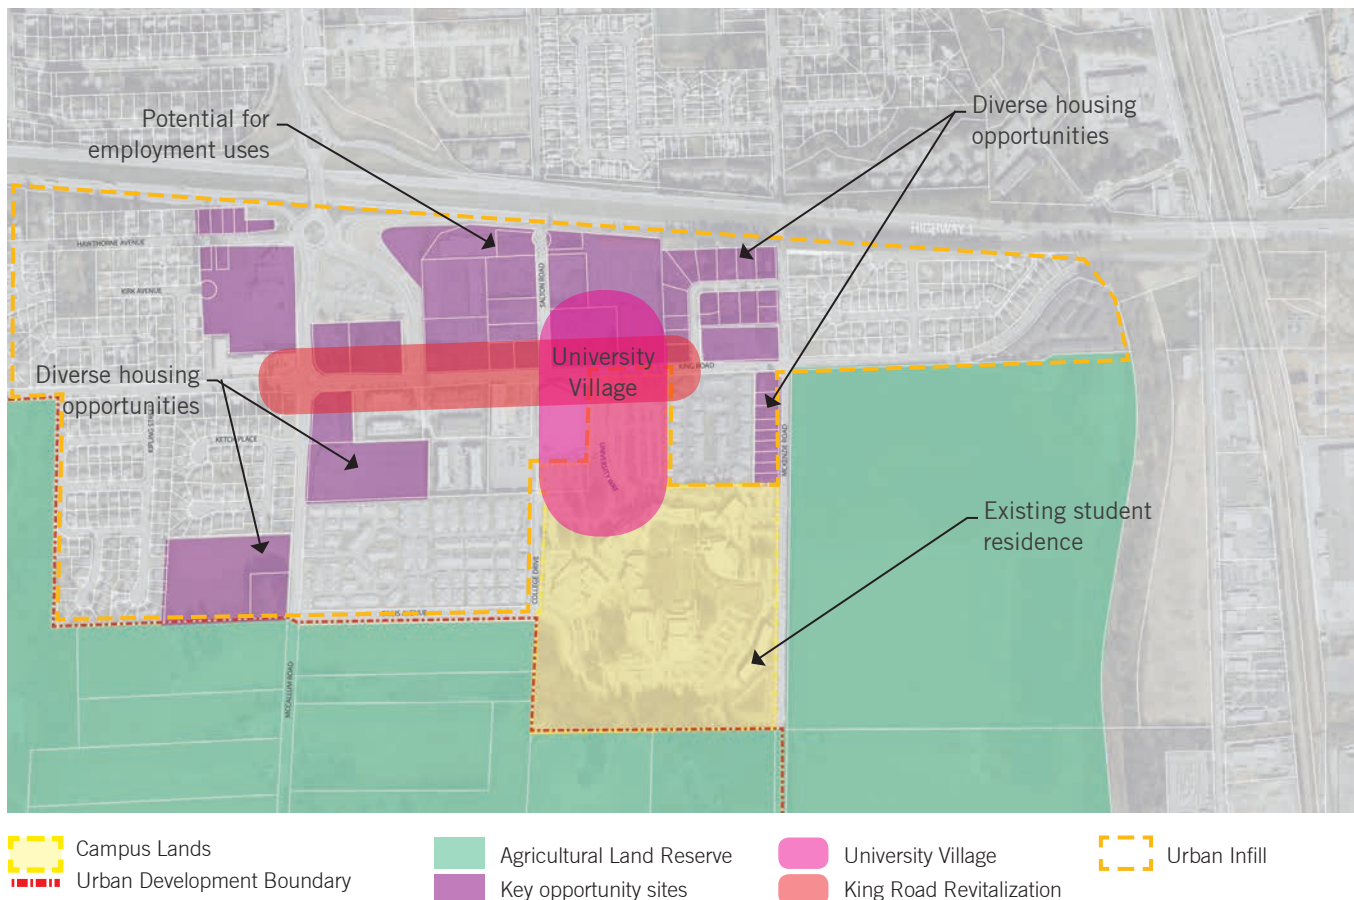 Potential for
employment uses
Diverse housing
opportunities
HIGHWAY 1
HAWTHORNE AVENUE
KIRK AVENUE
SALTON ROAD
University
Village
KING ROAD
Diverse housing
opportunities
KIPLING STREET
KETCH PLACE
UNIVERSITY WAY
MCKENZIE ROAD
Existing student
residence
COLLEGE DRIVE
AVENUE
MCCALLUM ROAD
Campus Lands
Urban Development Boundary
Agricultural Land Reserve
Key opportunity sites
University Village
King Road Revitalization
Urban Infill